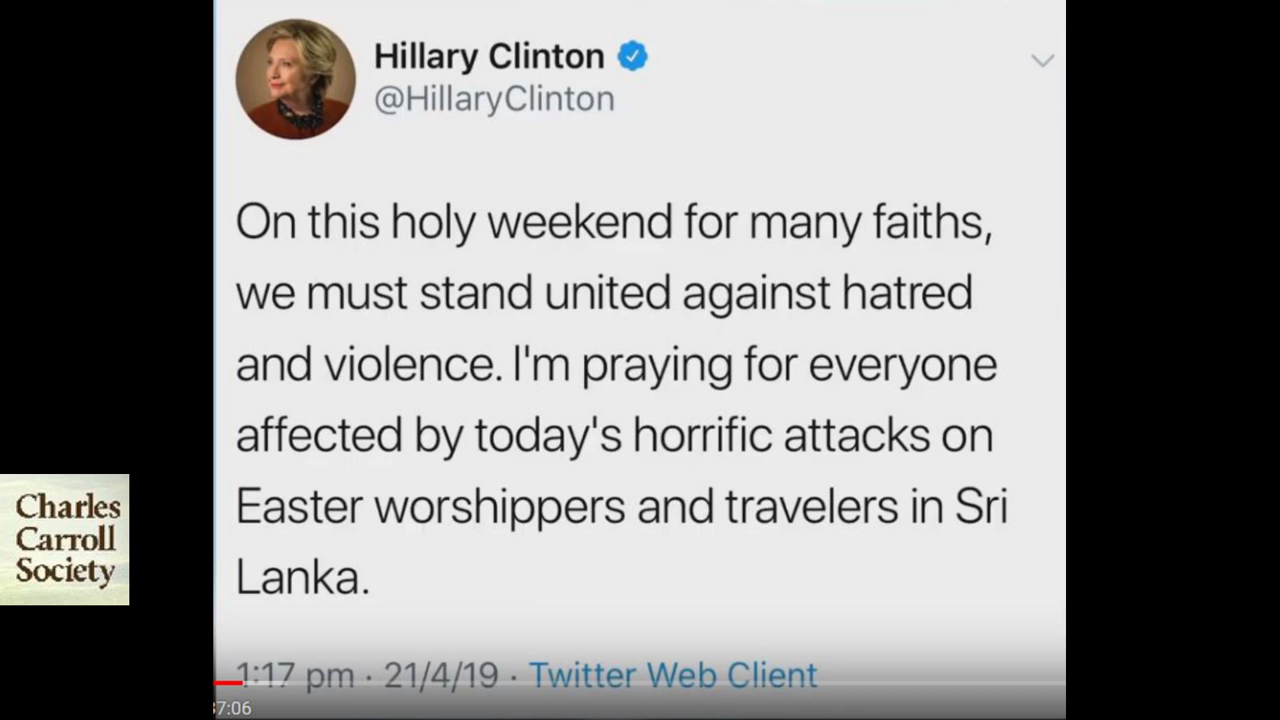 Hillary Clinton
@HillaryClinton
On this holy weekend for many faiths,
we must stand united against hatred
and violence. I'm praying for everyone
affected by today's horrific attacks on
Easter worshippers and travelers in Sri
Lanka.
Charles
Carroll
Society
1:17 pm · 21/4/19 · Twitter Web Client
7:06